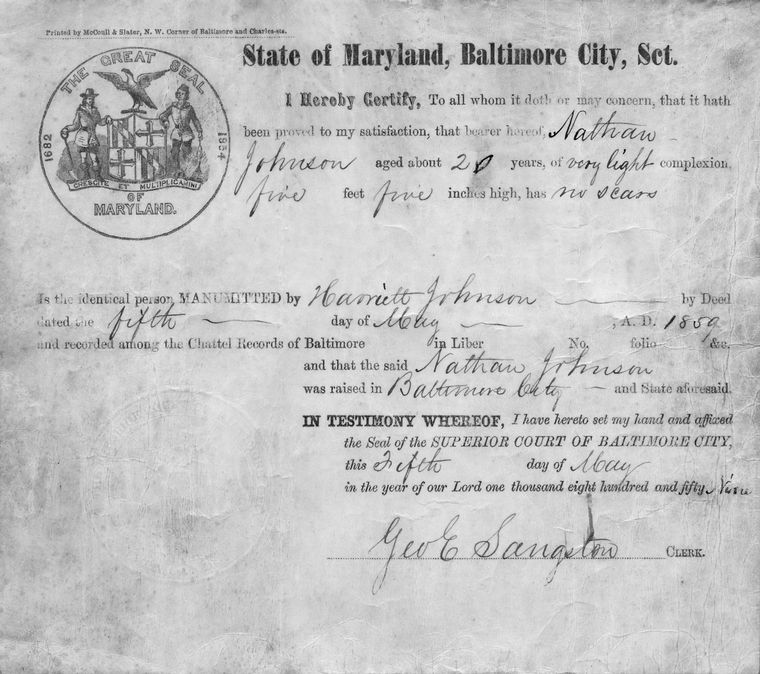 Printed by McCoull & Slater, N. W. Corner of Baltimore and Charles-sts.
THE GREAT SEAL
1682
1854
CRESCITE ET MULTIPLICAMINI
OF
MARYLAND.
State of Maryland, Baltimore City, Sct.
I Hereby Certify, To all whom it doth or may concern, that it hath
been proved to my satisfaction, that bearer hereof, Nathan
Johnson aged about 20 years, of very light complexion,
five feet five inches high, has no scars
Is the identical person MANUMITTED by Harriett Johnson by Deed
dated the fifth day of May, A. D. 1859
and recorded among the Chattel Records of Baltimore in Liber No. folio &c.
and that the said Nathan Johnson
was raised in Baltimore City and State aforesaid.
IN TESTIMONY WHEREOF, I have hereto set my hand and affixed
the Seal of the SUPERIOR COURT OF BALTIMORE CITY,
this Fifth day of May
in the year of our Lord one thousand eight hundred and fifty Nine
Geo E Sangston CLERK.